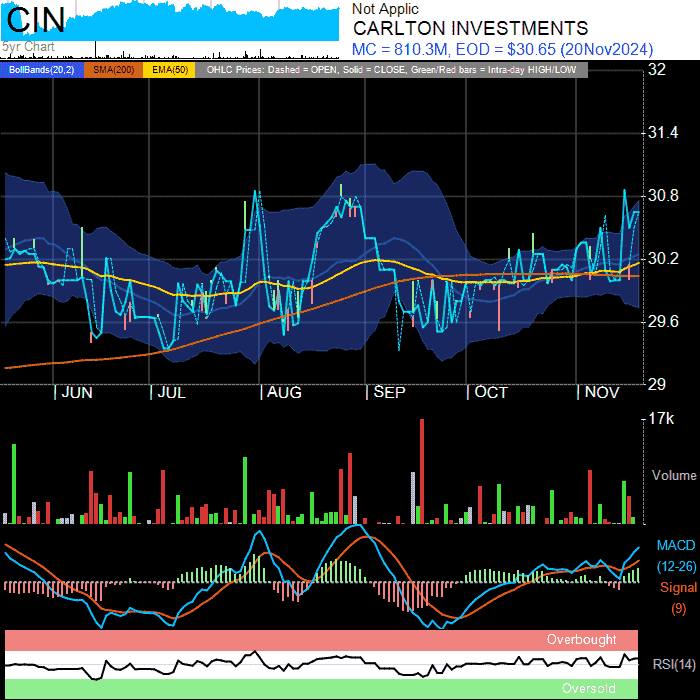 CIN
5yr Chart
Not Applic
CARLTON INVESTMENTS
MC = 810.3M, EOD = $30.65 (20Nov2024)
BollBands(20,2) SMA(200) EMA(50) OHLC Prices: Dashed = OPEN, Solid = CLOSE, Green/Red bars = Intra-day HIGH/LOW
32
31.4
30.8
30.2
29.6
29
JUN JUL AUG SEP OCT NOV
17k
Volume
MACD
(12-26)
Signal
(9)
Overbought
RSI(14)
Oversold